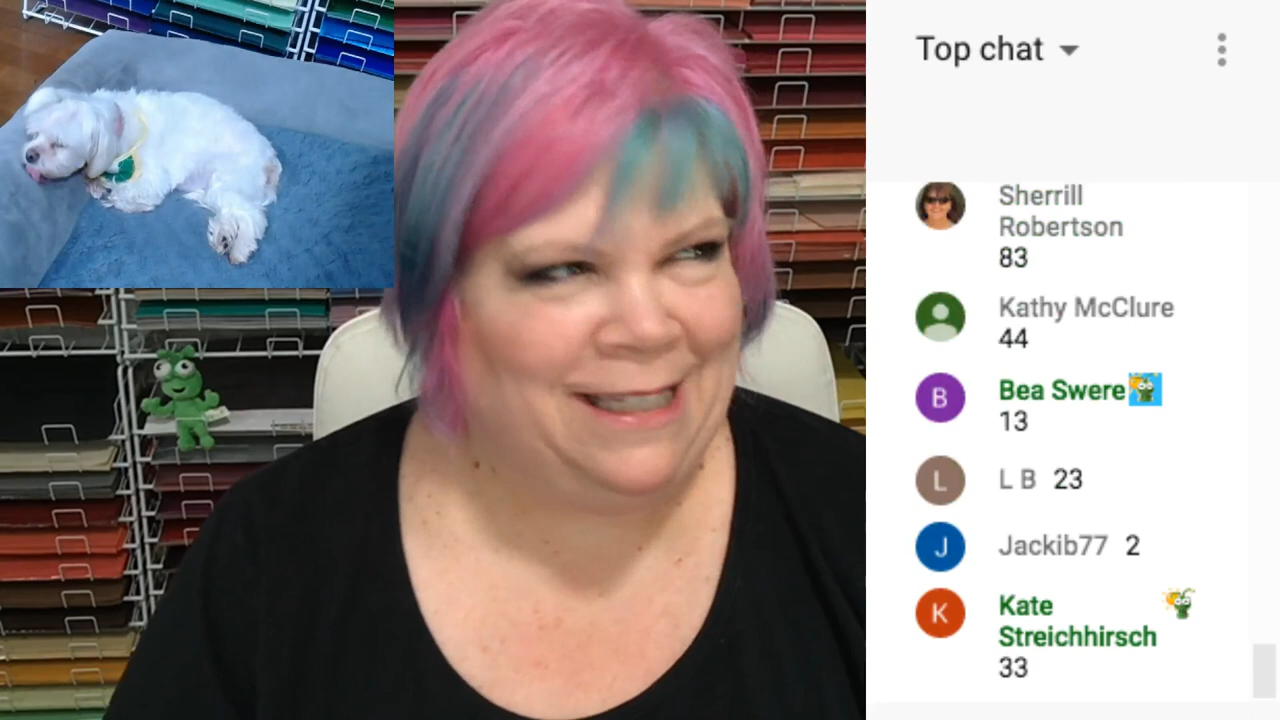 Top chat
Sherrill
Robertson
83
Kathy McClure
44
Bea Swere
13
L B 23
Jackib77 2
Kate
Streichhirsch
33
B
L
J
K